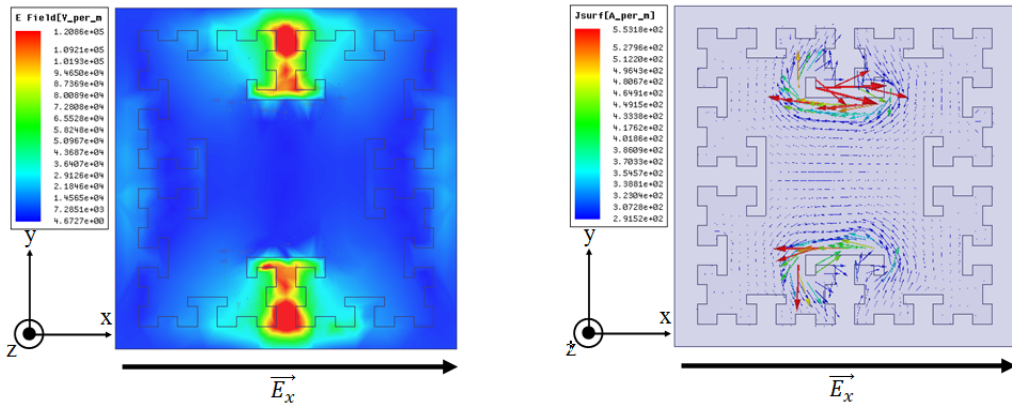 E Field[V_per_m
1.2086e+05
1.0921e+05
1.0193e+05
9.4650e+04
8.7369e+04
8.0089e+04
7.2808e+04
6.5528e+04
5.8248e+04
5.0967e+04
4.3687e+04
3.6407e+04
2.9126e+04
2.1846e+04
1.4565e+04
7.2851e+03
4.6727e+00
y
x
z
E_x
Jsurf[A_per_m]
5.5318e+02
5.2796e+02
5.1220e+02
4.9643e+02
4.8067e+02
4.6491e+02
4.4915e+02
4.3338e+02
4.1762e+02
4.0186e+02
3.8609e+02
3.7033e+02
3.5457e+02
3.3881e+02
3.2304e+02
3.0728e+02
2.9152e+02
y
x
z
E_x